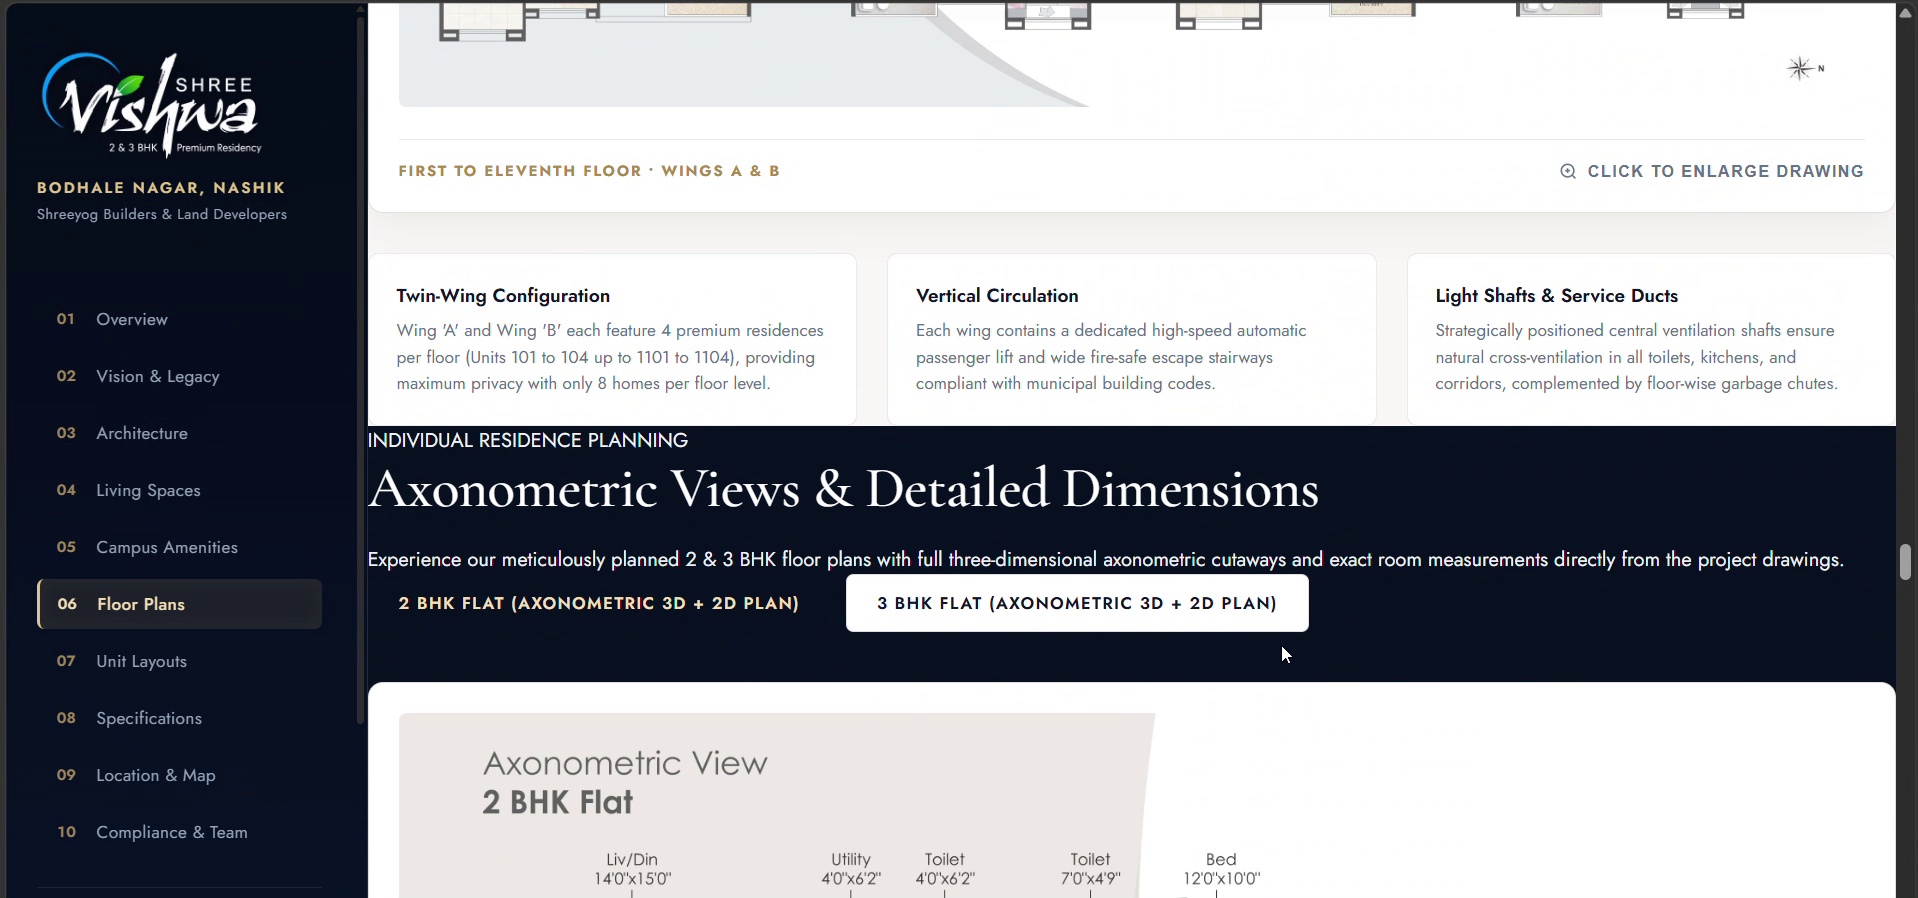 SHREE
Vishwa
2 & 3 BHK Premium Residency
BODHALE NAGAR, NASHIK
Shreeyog Builders & Land Developers
01 Overview
02 Vision & Legacy
03 Architecture
04 Living Spaces
05 Campus Amenities
06 Floor Plans
07 Unit Layouts
08 Specifications
09 Location & Map
10 Compliance & Team
N
FIRST TO ELEVENTH FLOOR · WINGS A & B
CLICK TO ENLARGE DRAWING
Twin-Wing Configuration
Wing 'A' and Wing 'B' each feature 4 premium residences
per floor (Units 101 to 104 up to 1101 to 1104), providing
maximum privacy with only 8 homes per floor level.
Vertical Circulation
Each wing contains a dedicated high-speed automatic
passenger lift and wide fire-safe escape stairways
compliant with municipal building codes.
Light Shafts & Service Ducts
Strategically positioned central ventilation shafts ensure
natural cross-ventilation in all toilets, kitchens, and
corridors, complemented by floor-wise garbage chutes.
INDIVIDUAL RESIDENCE PLANNING
Axonometric Views & Detailed Dimensions
Experience our meticulously planned 2 & 3 BHK floor plans with full three-dimensional axonometric cutaways and exact room measurements directly from the project drawings.
2 BHK FLAT (AXONOMETRIC 3D + 2D PLAN)
3 BHK FLAT (AXONOMETRIC 3D + 2D PLAN)
Axonometric View
2 BHK Flat
Liv/Din
14'0"x15'0"
Utility
4'0"x6'2"
Toilet
4'0"x6'2"
Toilet
7'0"x4'9"
Bed
12'0"x10'0"